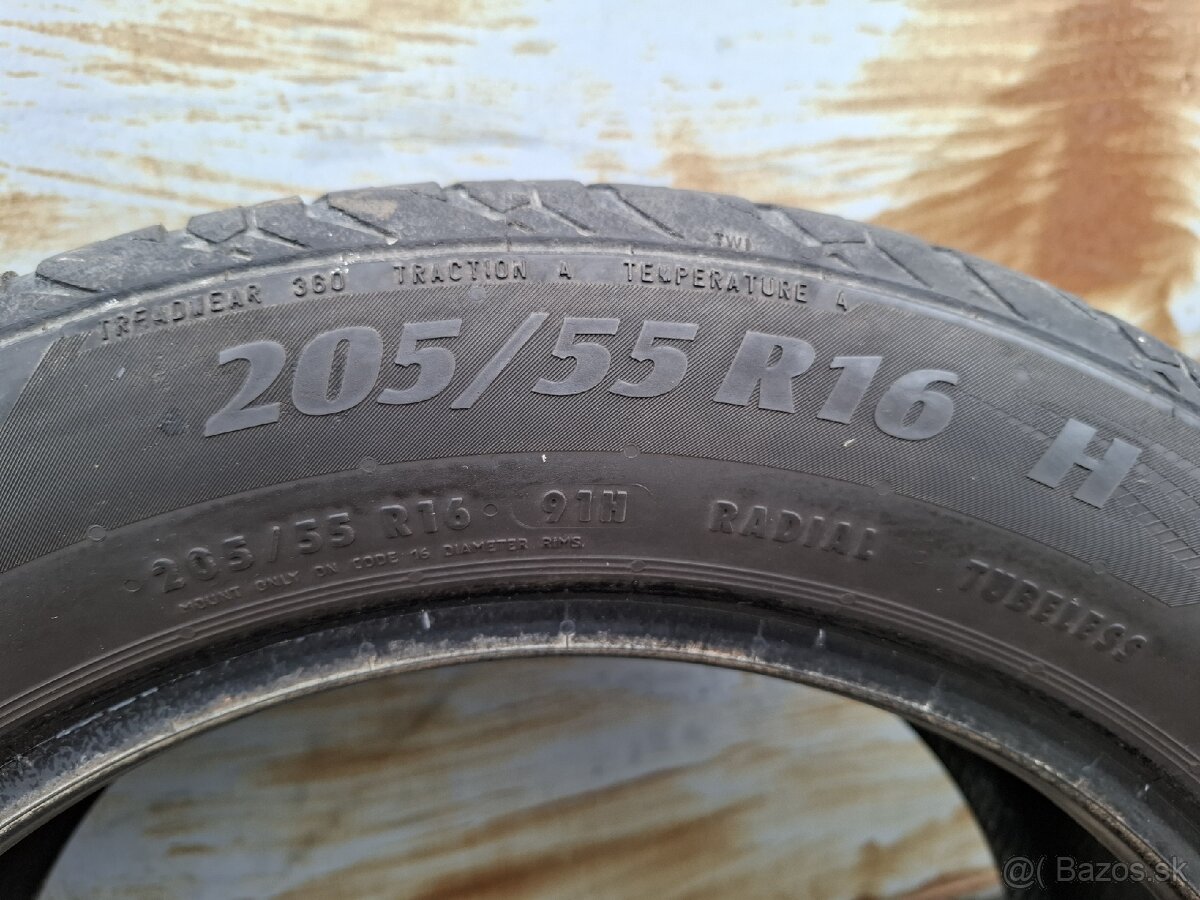 TWI
TREADWEAR 360 TRACTION A TEMPERATURE A
205/55 R16 H
205/55 R16 91H RADIAL TUBELESS
MOUNT ONLY ON CODE 16 DIAMETER RIMS.
@( Bazos.sk